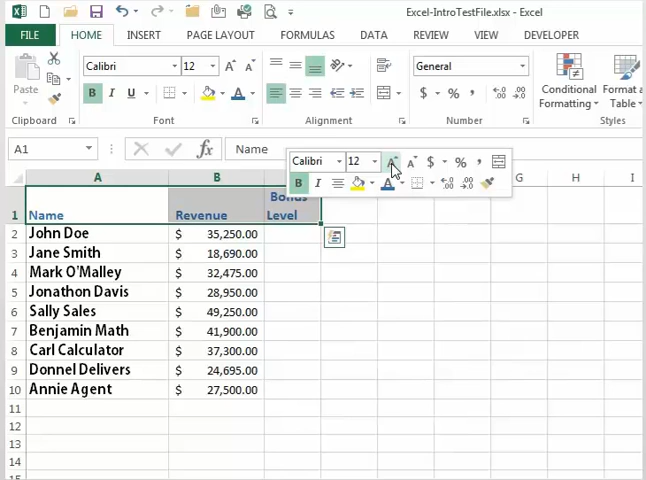 Excel-IntroTestFile.xlsx - Excel
FILE HOME INSERT PAGE LAYOUT FORMULAS DATA REVIEW VIEW DEVELOPER
Paste
Calibri 12 A A
B I U A
General
$ % , .00
Conditional Formatting
Format a
Table
Clipboard Font Alignment Number Styles
A1 fx Name
Calibri 12 A A $ % ,
B I A
A B G H I
1 Name Revenue Bonus
Level
2 John Doe $ 35,250.00
3 Jane Smith $ 18,690.00
4 Mark O'Malley $ 32,475.00
5 Jonathon Davis $ 28,950.00
6 Sally Sales $ 49,250.00
7 Benjamin Math $ 41,900.00
8 Carl Calculator $ 37,300.00
9 Donnel Delivers $ 24,695.00
10 Annie Agent $ 27,500.00
11
12
13
14
15